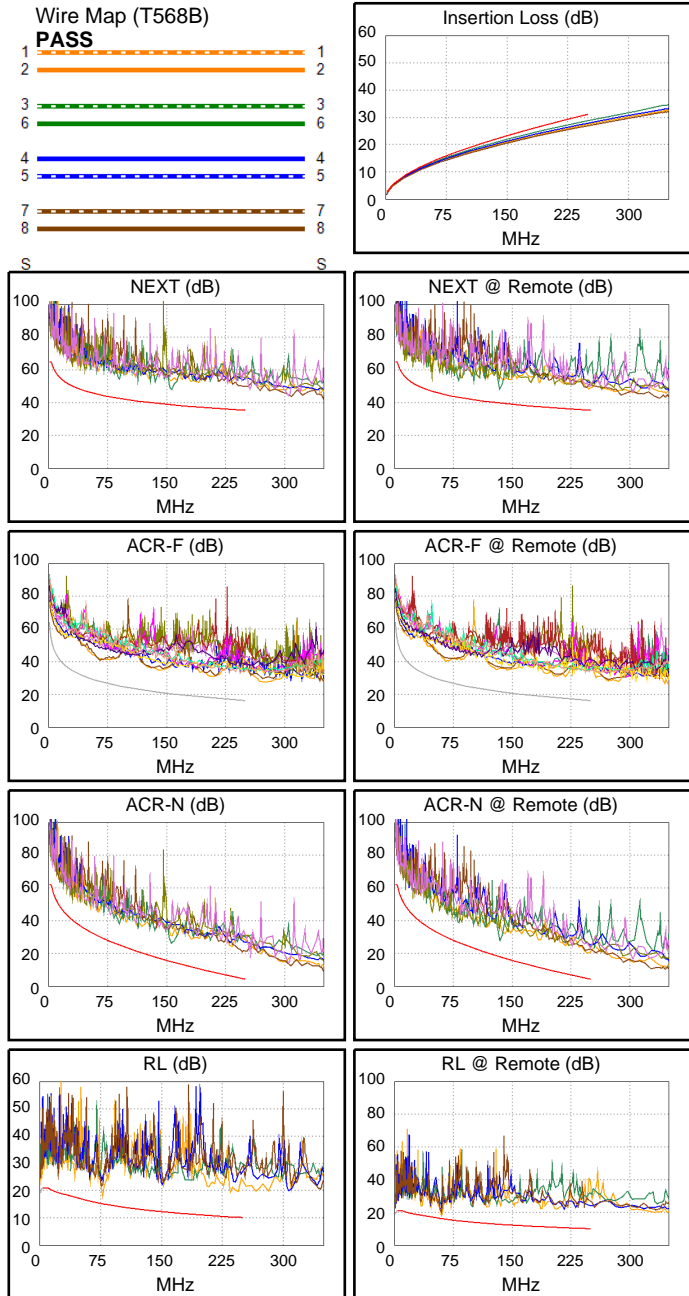 Wire Map (T568B)
PASS
1 1
2 2
3 3
6 6
4 4
5 5
7 7
8 8
S S
Insertion Loss (dB)
60
50
40
30
20
10
0
0 75 150 225 300
MHz
NEXT (dB)
100
80
60
40
20
0
0 75 150 225 300
MHz
NEXT @ Remote (dB)
100
80
60
40
20
0
0 75 150 225 300
MHz
ACR-F (dB)
100
80
60
40
20
0
0 75 150 225 300
MHz
ACR-F @ Remote (dB)
100
80
60
40
20
0
0 75 150 225 300
MHz
ACR-N (dB)
100
80
60
40
20
0
0 75 150 225 300
MHz
ACR-N @ Remote (dB)
100
80
60
40
20
0
0 75 150 225 300
MHz
RL (dB)
60
50
40
30
20
10
0
0 75 150 225 300
MHz
RL @ Remote (dB)
100
80
60
40
20
0
0 75 150 225 300
MHz